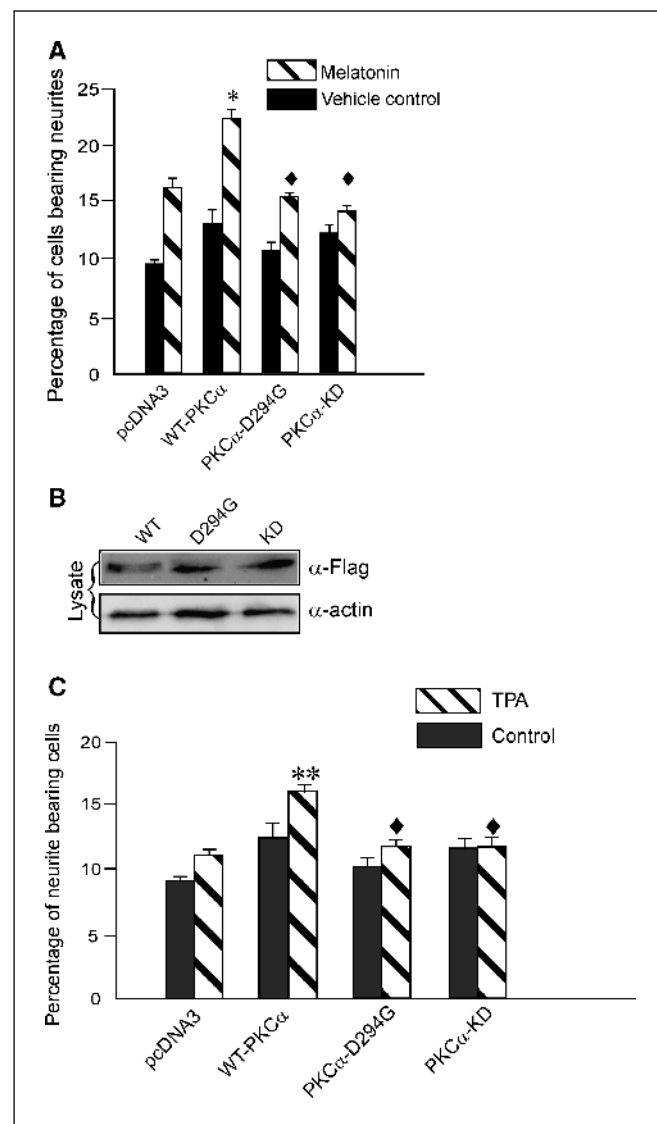 A
Melatonin
Vehicle control
Percentage of cells bearing neurites
25
20
15
10
5
0
*
♦
♦
pcDNA3
WT-PKCα
PKCα-D294G
PKCα-KD
B
WT
D294G
KD
Lysate
α-Flag
α-actin
C
TPA
Control
Percentage of neurite bearing cells
20
15
10
5
0
**
♦
♦
pcDNA3
WT-PKCα
PKCα-D294G
PKCα-KD